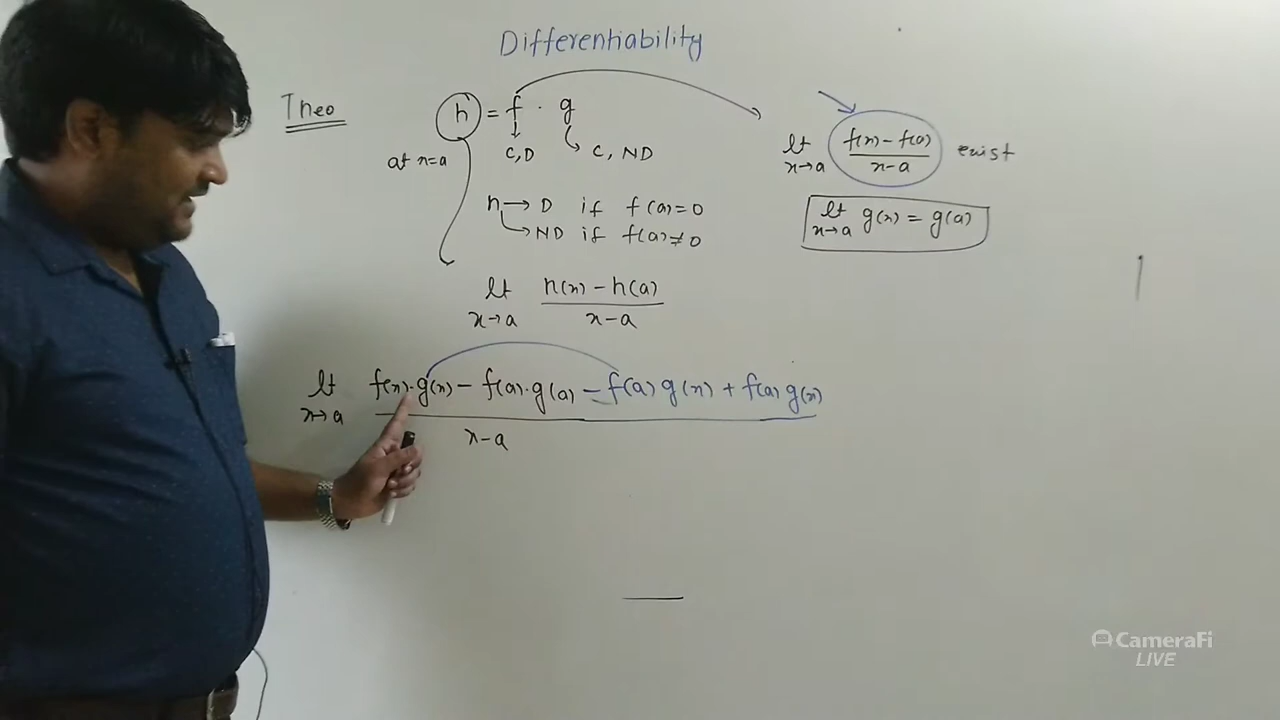 Differentiability
Theo
h = f · g
at x=a
C,D
C, ND
h → D if f(a)=0
ND if f(a)≠0
lt x→a f(x) - f(a) / x-a exist
lt x→a g(x) = g(a)
lt x→a h(x) - h(a) / x-a
lt x→a f(x)·g(x) - f(a)·g(a) - f(a) g(x) + f(a) g(x) / x-a
CameraFi
LIVE